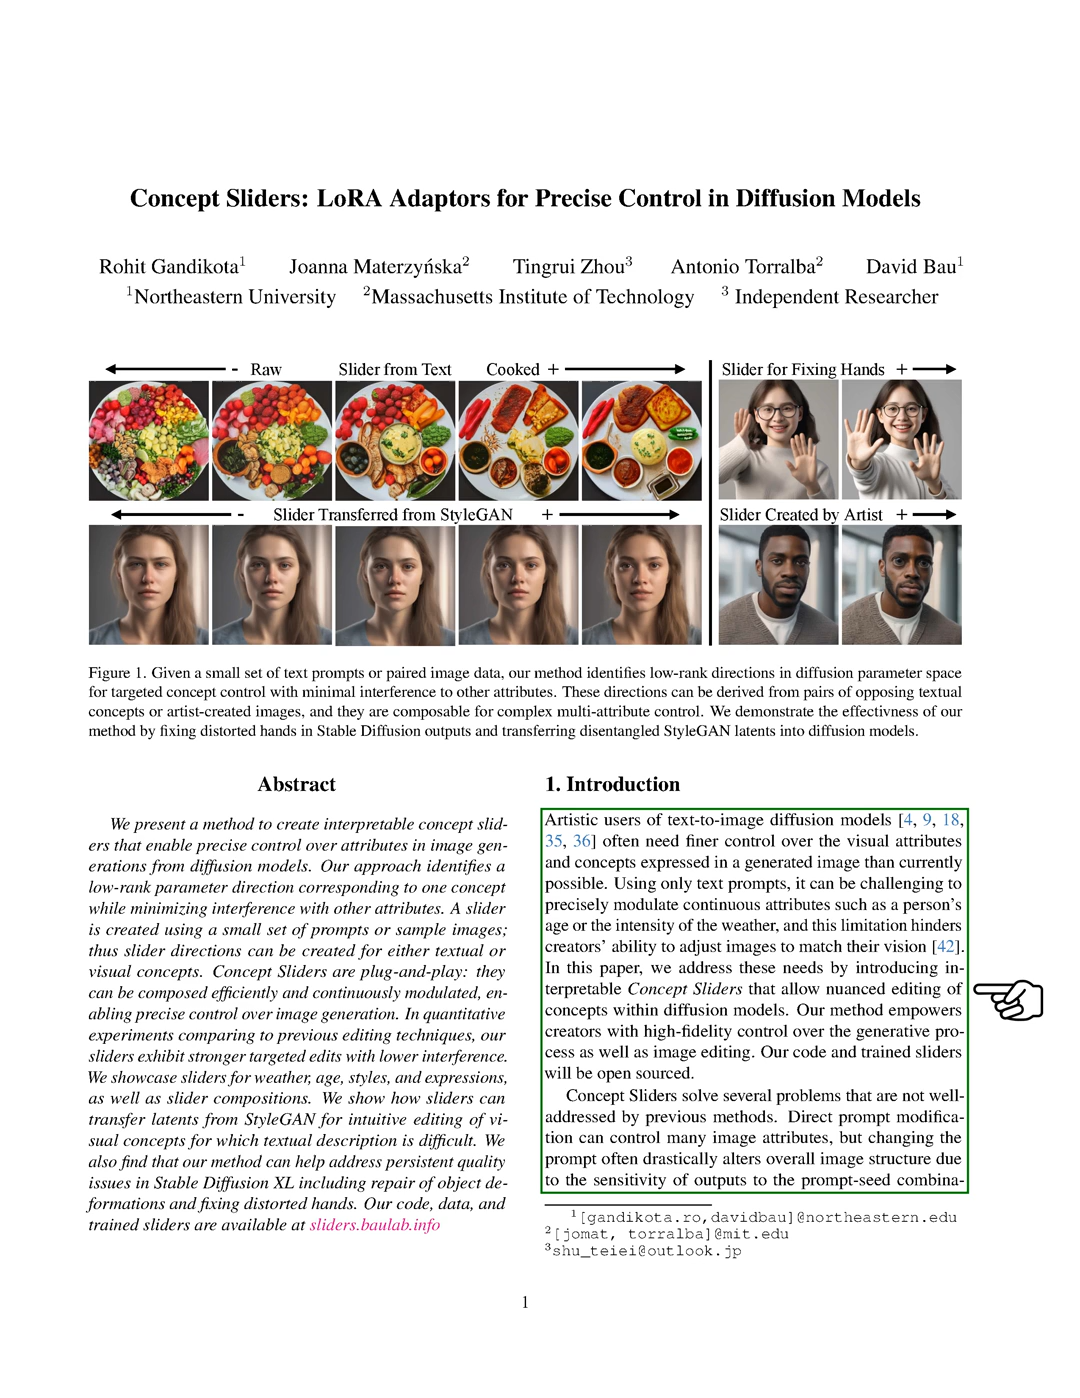 Concept Sliders: LoRA Adaptors for Precise Control in Diffusion Models
Rohit Gandikota1 Joanna Materzyńska2 Tingrui Zhou3 Antonio Torralba2 David Bau1
1Northeastern University 2Massachusetts Institute of Technology 3 Independent Researcher
- Raw Slider from Text Cooked +
Slider for Fixing Hands +
- Slider Transferred from StyleGAN +
Slider Created by Artist +
Figure 1. Given a small set of text prompts or paired image data, our method identifies low-rank directions in diffusion parameter space
for targeted concept control with minimal interference to other attributes. These directions can be derived from pairs of opposing textual
concepts or artist-created images, and they are composable for complex multi-attribute control. We demonstrate the effectivness of our
method by fixing distorted hands in Stable Diffusion outputs and transferring disentangled StyleGAN latents into diffusion models.
Abstract
We present a method to create interpretable concept slid-
ers that enable precise control over attributes in image gen-
erations from diffusion models. Our approach identifies a
low-rank parameter direction corresponding to one concept
while minimizing interference with other attributes. A slider
is created using a small set of prompts or sample images;
thus slider directions can be created for either textual or
visual concepts. Concept Sliders are plug-and-play: they
can be composed efficiently and continuously modulated, en-
abling precise control over image generation. In quantitative
experiments comparing to previous editing techniques, our
sliders exhibit stronger targeted edits with lower interference.
We showcase sliders for weather, age, styles, and expressions,
as well as slider compositions. We show how sliders can
transfer latents from StyleGAN for intuitive editing of vi-
sual concepts for which textual description is difficult. We
also find that our method can help address persistent quality
issues in Stable Diffusion XL including repair of object de-
formations and fixing distorted hands. Our code, data, and
trained sliders are available at sliders.baulab.info
1. Introduction
Artistic users of text-to-image diffusion models [4, 9, 18,
35, 36] often need finer control over the visual attributes
and concepts expressed in a generated image than currently
possible. Using only text prompts, it can be challenging to
precisely modulate continuous attributes such as a person's
age or the intensity of the weather, and this limitation hinders
creators' ability to adjust images to match their vision [42].
In this paper, we address these needs by introducing in-
terpretable Concept Sliders that allow nuanced editing of
concepts within diffusion models. Our method empowers
creators with high-fidelity control over the generative pro-
cess as well as image editing. Our code and trained sliders
will be open sourced.
Concept Sliders solve several problems that are not well-
addressed by previous methods. Direct prompt modifica-
tion can control many image attributes, but changing the
prompt often drastically alters overall image structure due
to the sensitivity of outputs to the prompt-seed combina-
1[gandikota.ro,davidbau]@northeastern.edu
2[jomat, torralba]@mit.edu
3shu_teiei@outlook.jp
1